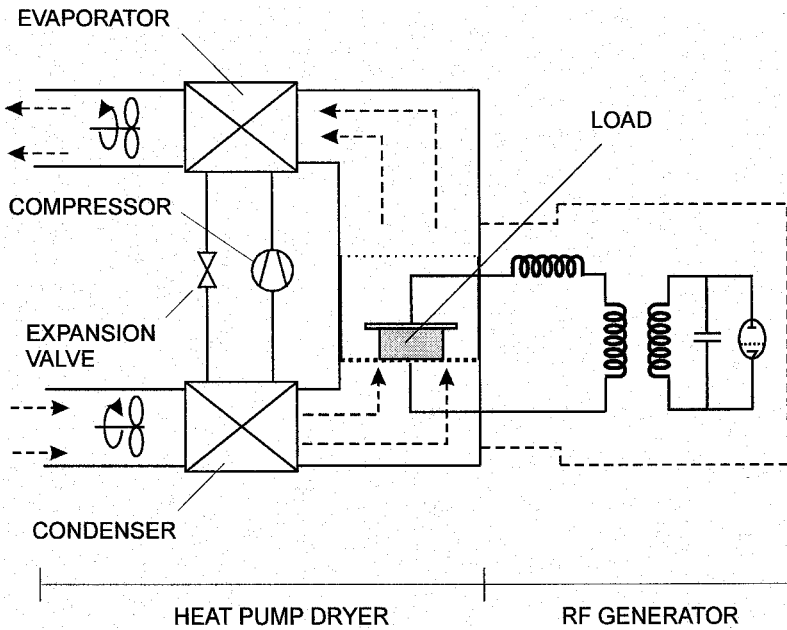 EVAPORATOR
LOAD
COMPRESSOR
EXPANSION
VALVE
CONDENSER
HEAT PUMP DRYER
RF GENERATOR